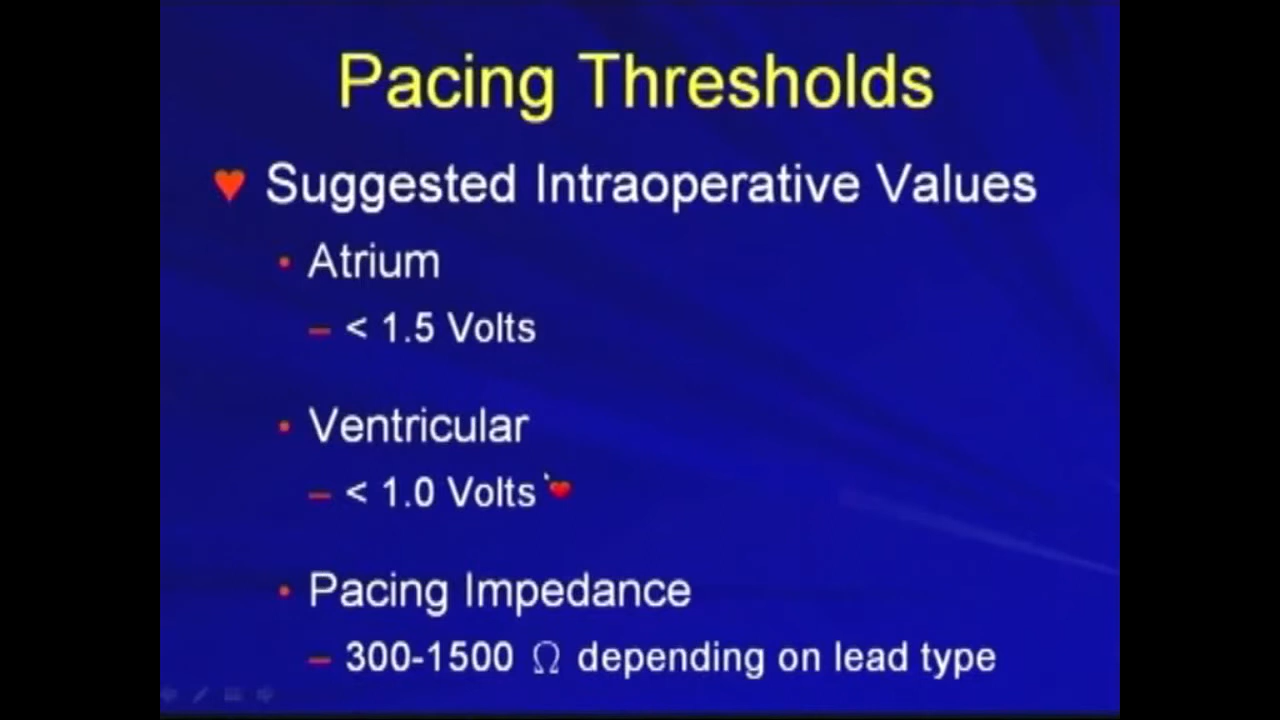 Pacing Thresholds
Suggested Intraoperative Values
Atrium
– < 1.5 Volts
Ventricular
– < 1.0 Volts
Pacing Impedance
– 300-1500 Ω depending on lead type